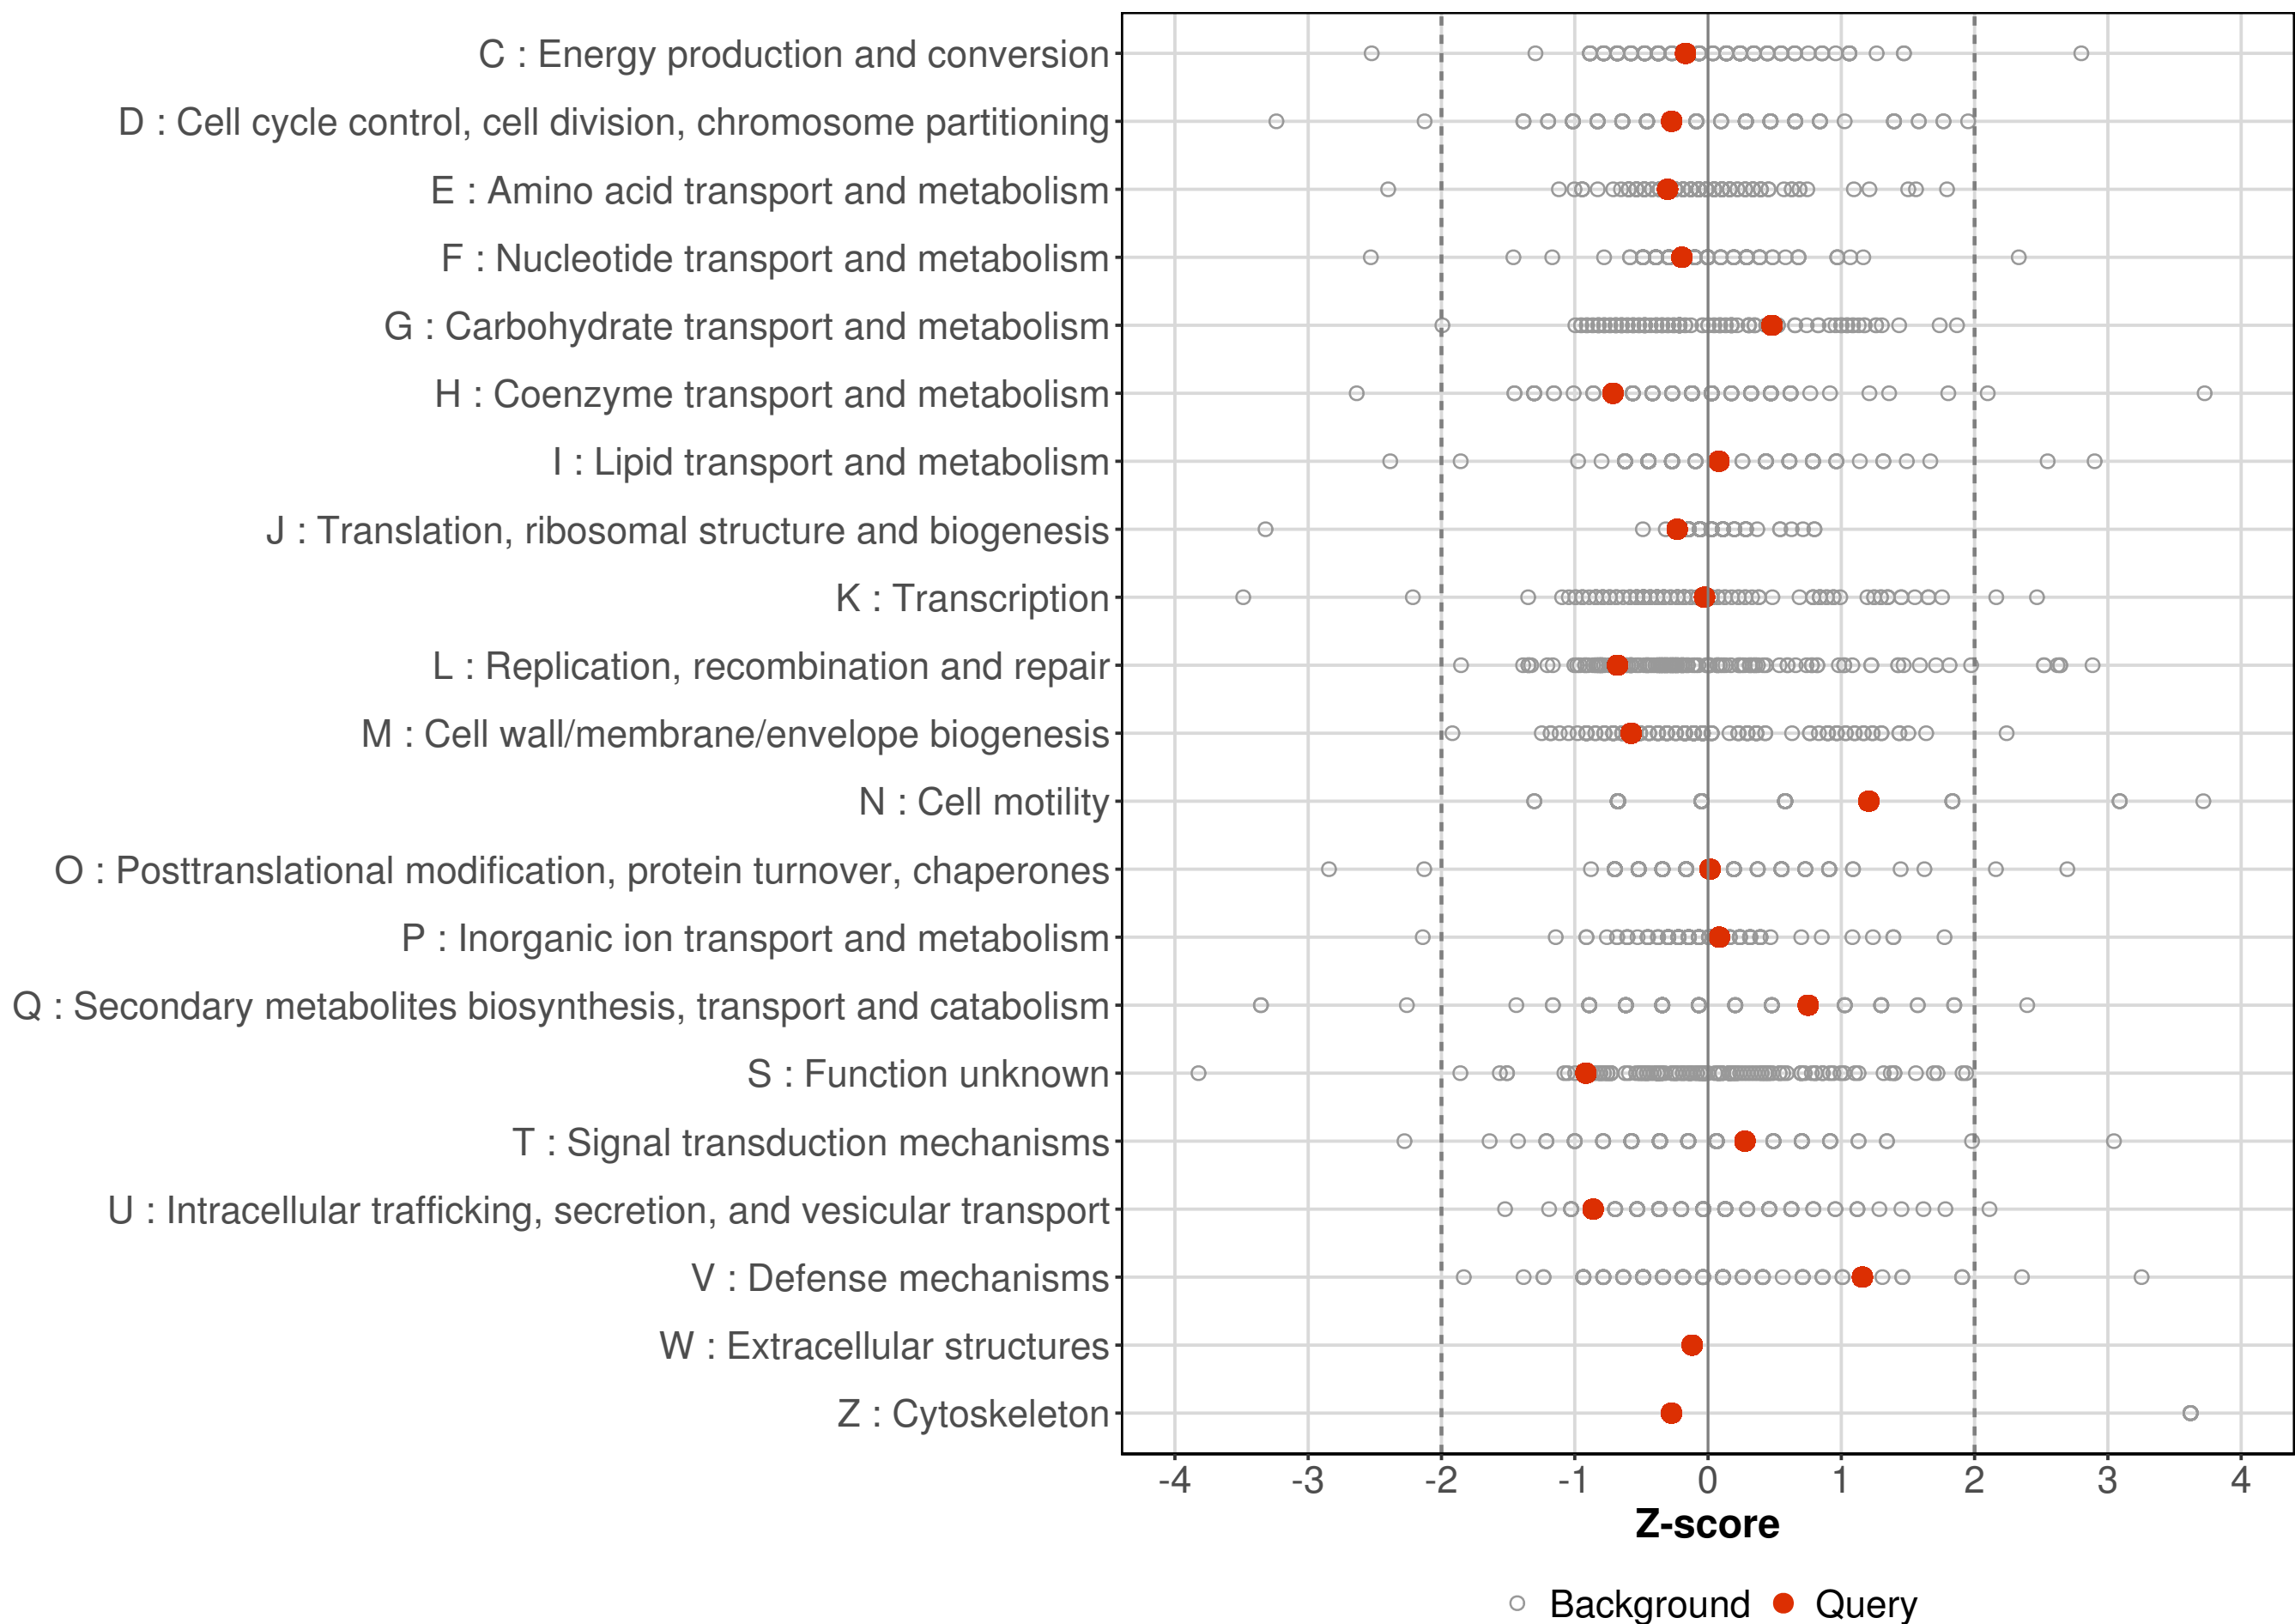 C : Energy production and conversion
D : Cell cycle control, cell division, chromosome partitioning
E : Amino acid transport and metabolism
F : Nucleotide transport and metabolism
G : Carbohydrate transport and metabolism
H : Coenzyme transport and metabolism
I : Lipid transport and metabolism
J : Translation, ribosomal structure and biogenesis
K : Transcription
L : Replication, recombination and repair
M : Cell wall/membrane/envelope biogenesis
N : Cell motility
O : Posttranslational modification, protein turnover, chaperones
P : Inorganic ion transport and metabolism
Q : Secondary metabolites biosynthesis, transport and catabolism
S : Function unknown
T : Signal transduction mechanisms
U : Intracellular trafficking, secretion, and vesicular transport
V : Defense mechanisms
W : Extracellular structures
Z : Cytoskeleton
-4 -3 -2 -1 0 1 2 3 4
Z-score
Background Query